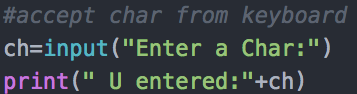 #accept char from keyboard
ch=input("Enter a Char:")
print(" U entered:"+ch)